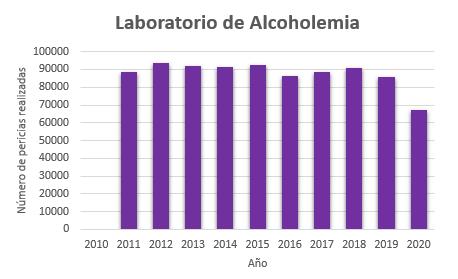 Laboratorio de Alcoholemia
Número de pericias realizadas
100000
90000
80000
70000
60000
50000
40000
30000
20000
10000
0
2010 2011 2012 2013 2014 2015 2016 2017 2018 2019 2020
Año